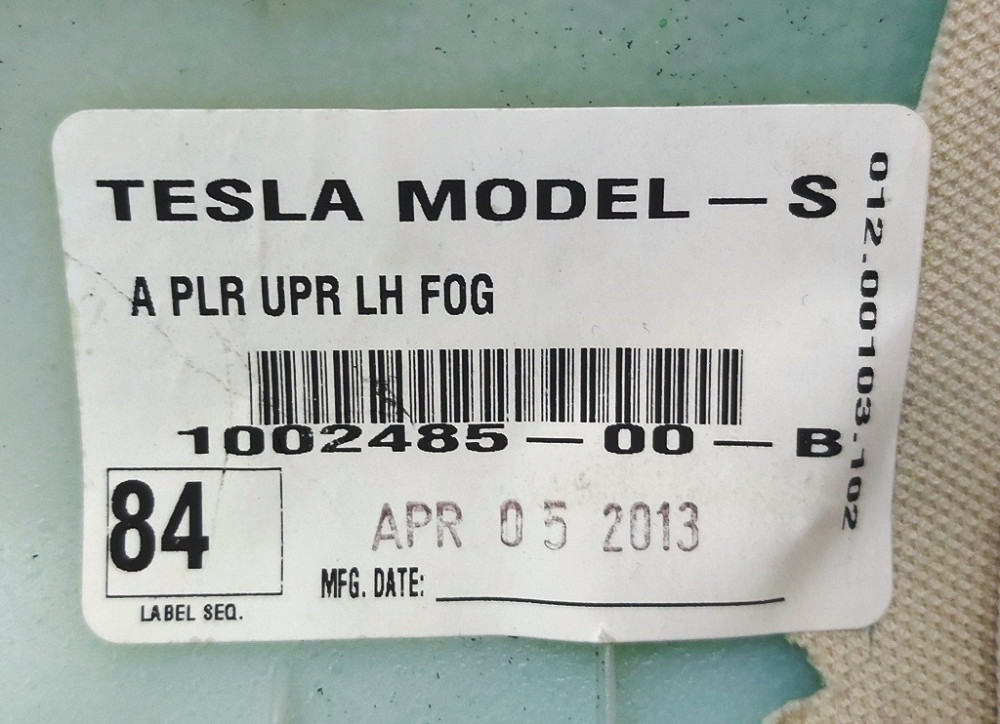 TESLA MODEL — S
A PLR UPR LH FOG
1002485 — 00 — B
84
LABEL SEQ.
APR 05 2013
MFG. DATE:
012.00103.102